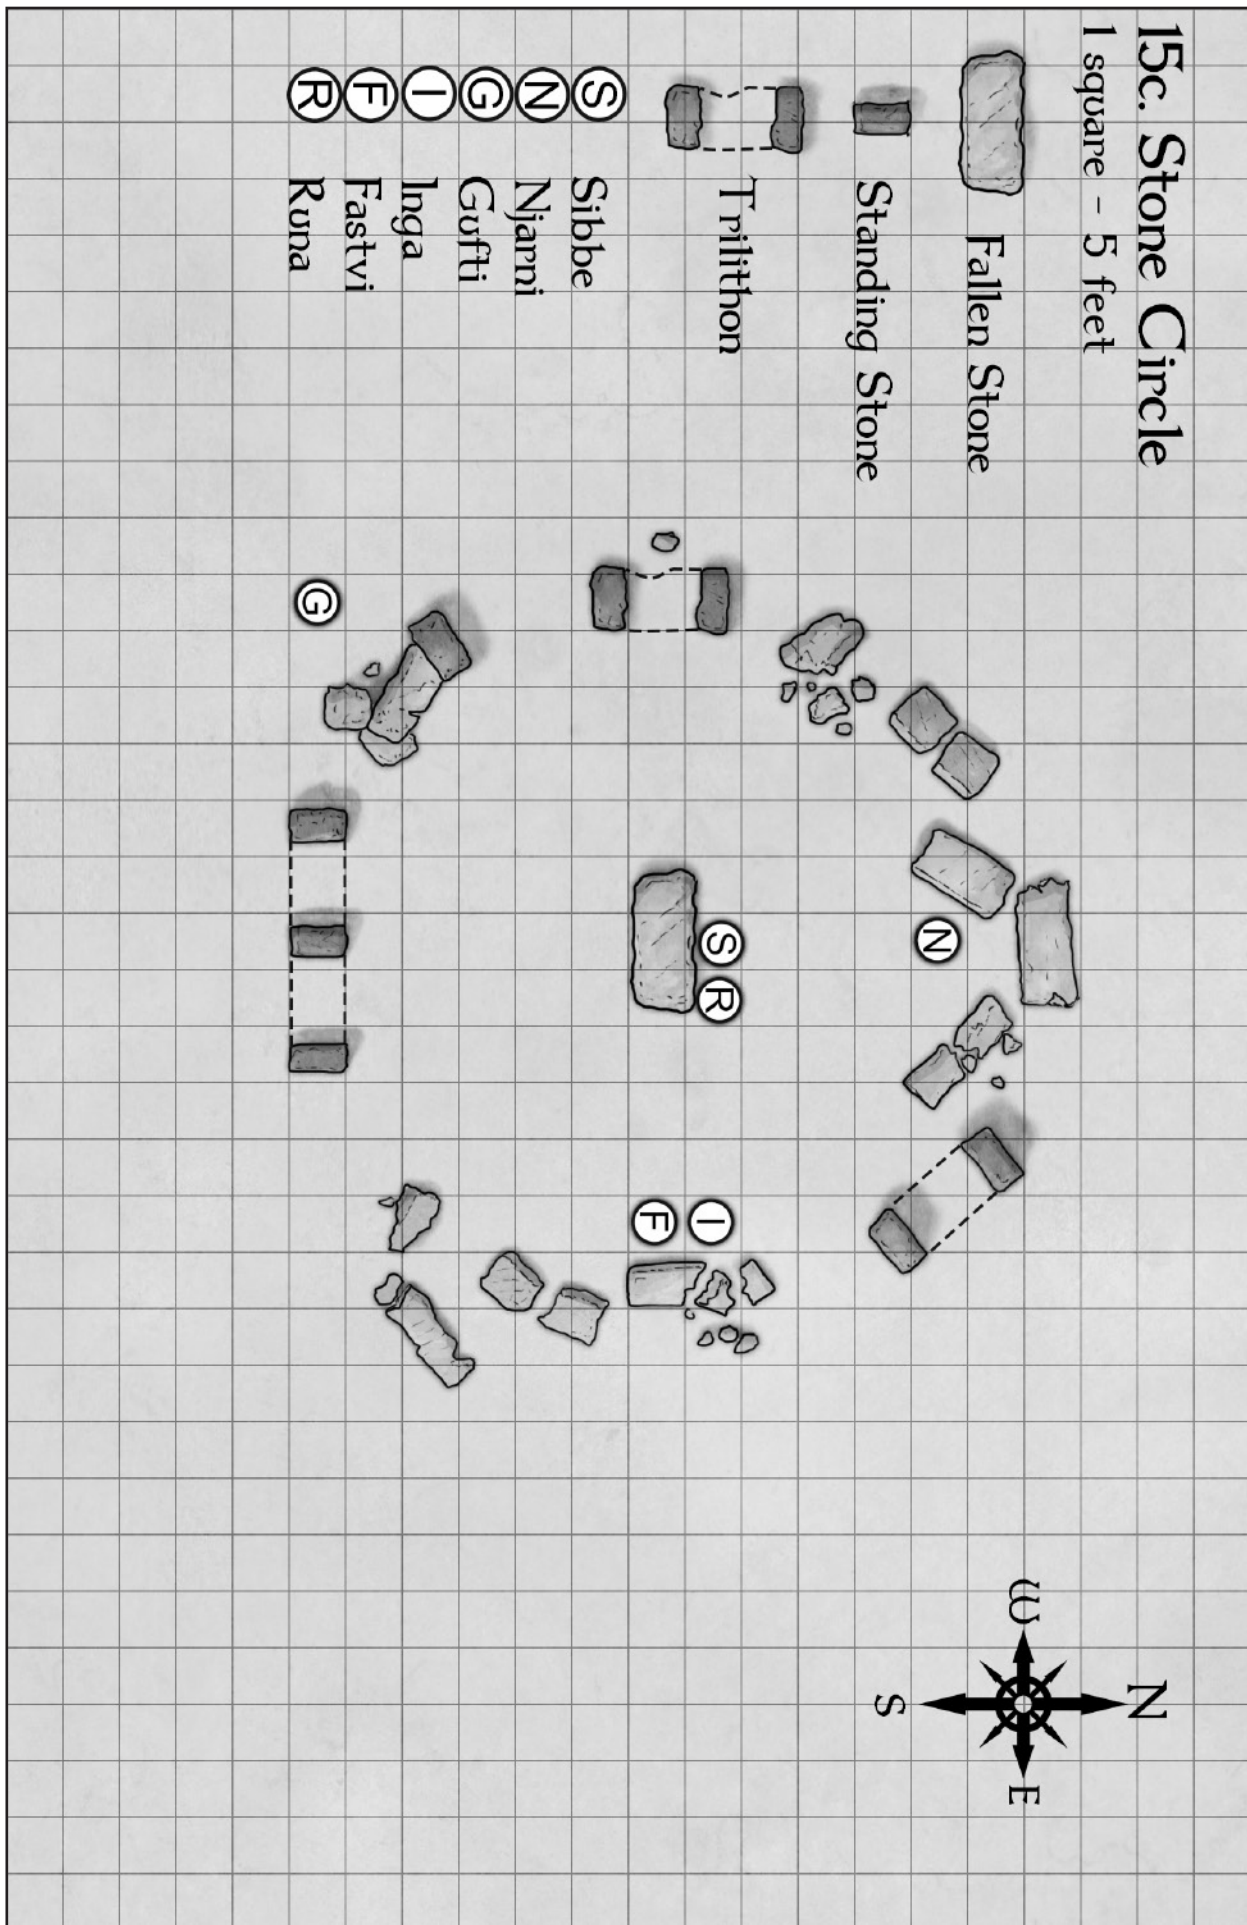 15c. Stone Circle
1 square - 5 feet
Fallen Stone
Standing Stone
Trilithon
S Sibbe
N Njarni
G Gufti
I Inga
F Fastvi
R Runa
N
S R
I
F
G
N
W E
S